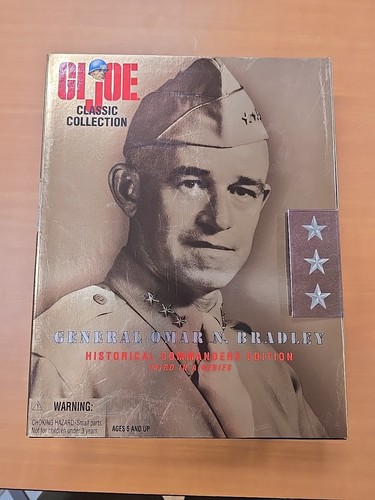 GI JOE
CLASSIC
COLLECTION
GENERAL OMAR N. BRADLEY
HISTORICAL COMMANDERS EDITION
THIRD IN A SERIES
WARNING:
CHOKING HAZARD-Small parts.
Not for children under 3 years.
AGES 5 AND UP